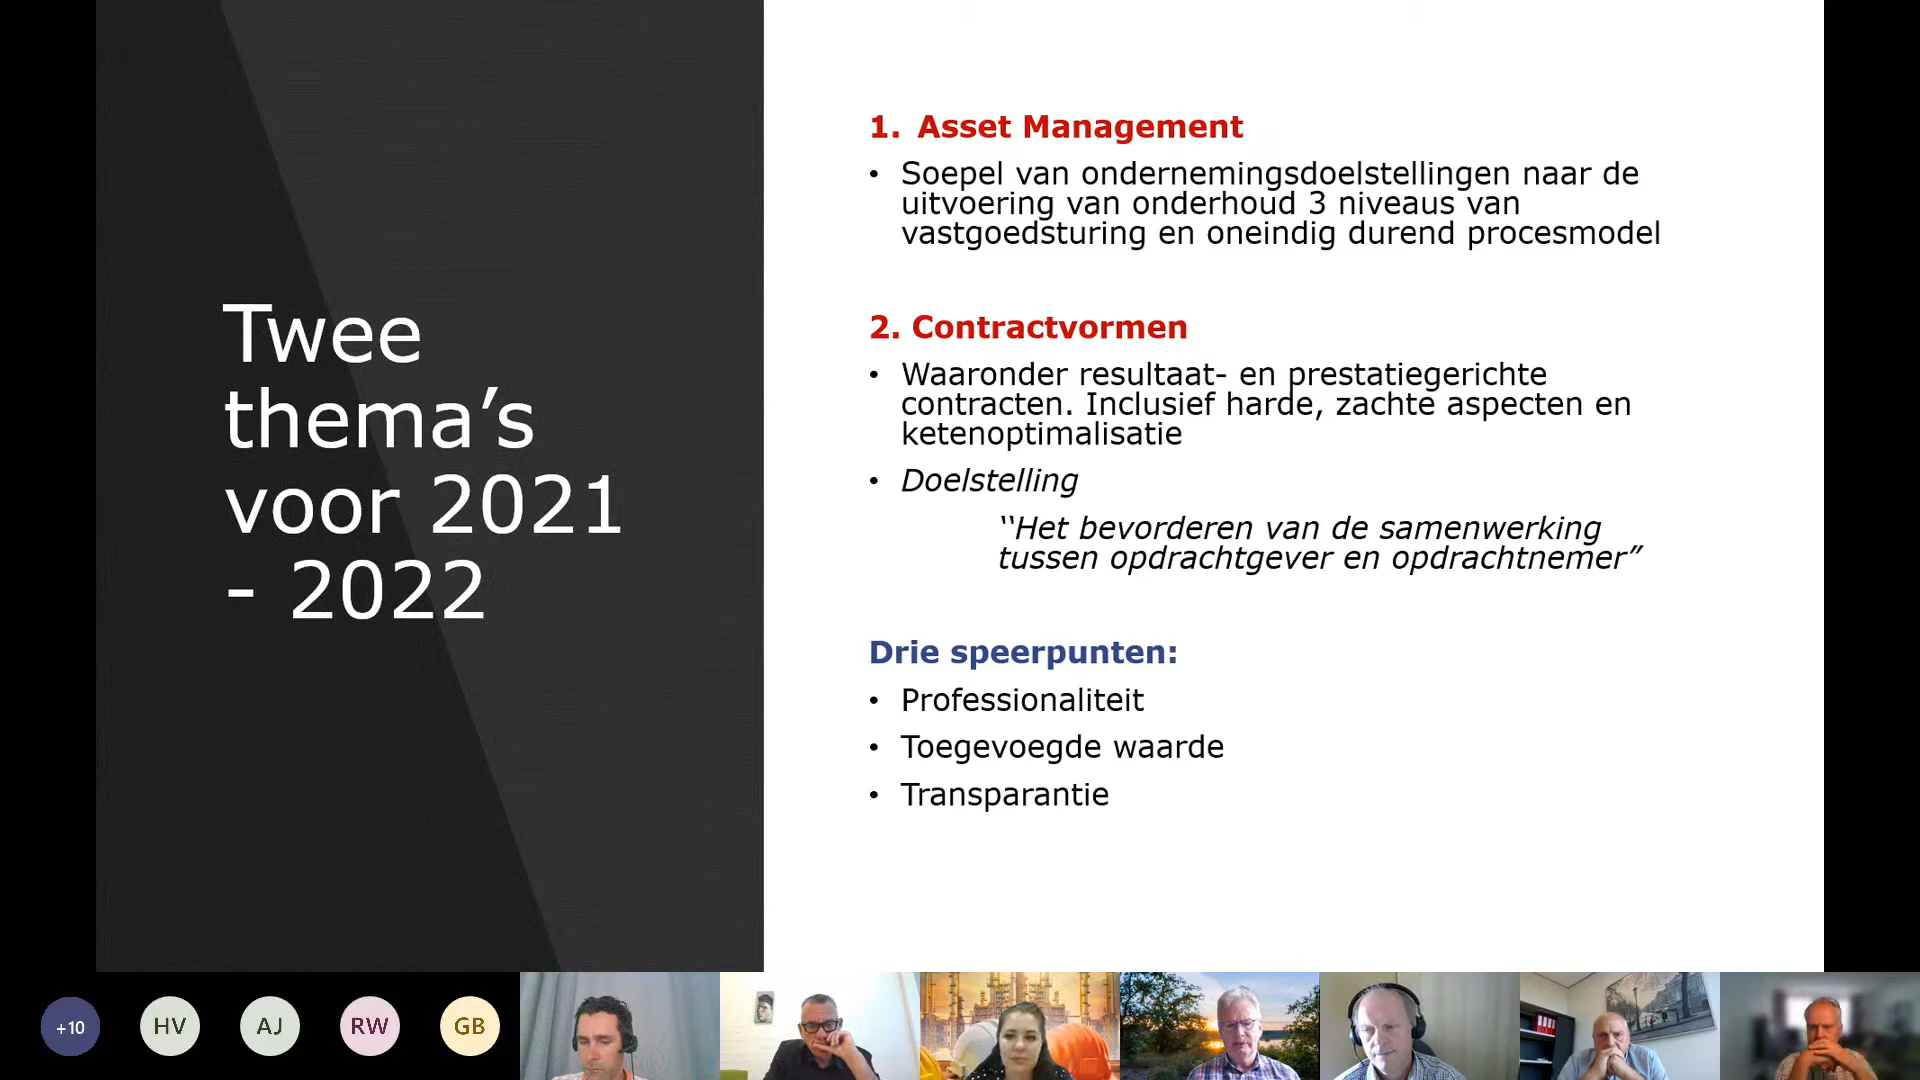 Twee
thema’s
voor 2021
- 2022
1. Asset Management
• Soepel van ondernemingsdoelstellingen naar de
uitvoering van onderhoud 3 niveaus van
vastgoedsturing en oneindig durend procesmodel
2. Contractvormen
• Waaronder resultaat- en prestatiegerichte
contracten. Inclusief harde, zachte aspecten en
ketenoptimalisatie
• Doelstelling
‘‘Het bevorderen van de samenwerking
tussen opdrachtgever en opdrachtnemer”
Drie speerpunten:
• Professionaliteit
• Toegevoegde waarde
• Transparantie
+10 HV AJ RW GB